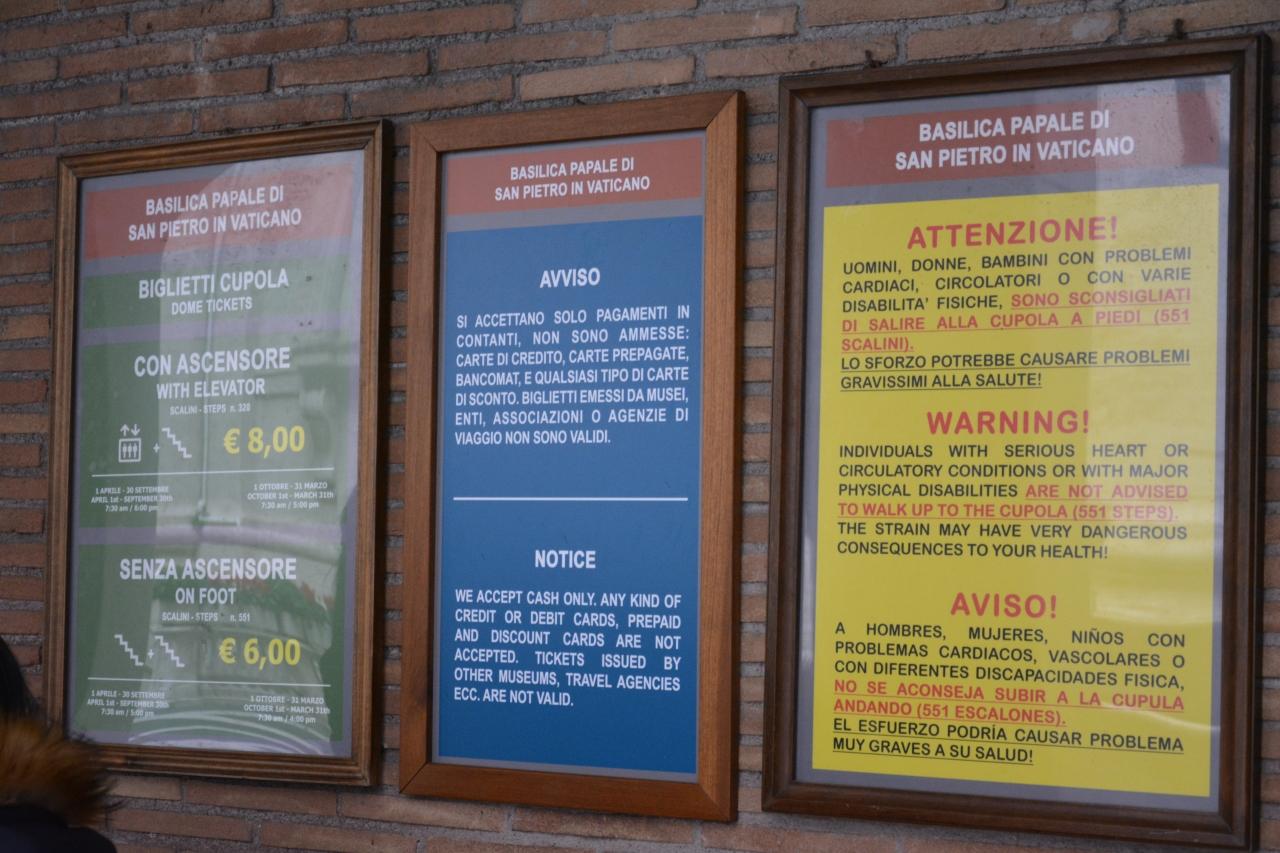 BASILICA PAPALE DI
SAN PIETRO IN VATICANO
BIGLIETTI CUPOLA
DOME TICKETS
CON ASCENSORE
WITH ELEVATOR
SCALINI - STEPS n. 320
+
€ 8,00
1 APRILE - 30 SETTEMBRE
APRIL 1st - SEPTEMBER 30th
7:30 am / 6:00 pm
1 OTTOBRE - 31 MARZO
OCTOBER 1st - MARCH 31th
7:30 am / 5:00 pm
SENZA ASCENSORE
ON FOOT
SCALINI - STEPS n. 551
+
€ 6,00
1 APRILE - 30 SETTEMBRE
APRIL 1st - SEPTEMBER 30th
7:30 am / 5:00 pm
1 OTTOBRE - 31 MARZO
OCTOBER 1st - MARCH 31th
7:30 am / 4:00 pm
BASILICA PAPALE DI
SAN PIETRO IN VATICANO
AVVISO
SI ACCETTANO SOLO PAGAMENTI IN
CONTANTI, NON SONO AMMESSE:
CARTE DI CREDITO, CARTE PREPAGATE,
BANCOMAT, E QUALSIASI TIPO DI CARTE
DI SCONTO. BIGLIETTI EMESSI DA MUSEI,
ENTI, ASSOCIAZIONI O AGENZIE DI
VIAGGIO NON SONO VALIDI.
NOTICE
WE ACCEPT CASH ONLY. ANY KIND OF
CREDIT OR DEBIT CARDS, PREPAID
AND DISCOUNT CARDS ARE NOT
ACCEPTED. TICKETS ISSUED BY
OTHER MUSEUMS, TRAVEL AGENCIES
ECC. ARE NOT VALID.
BASILICA PAPALE DI
SAN PIETRO IN VATICANO
ATTENZIONE!
UOMINI, DONNE, BAMBINI CON PROBLEMI
CARDIACI, CIRCOLATORI O CON VARIE
DISABILITA' FISICHE, SONO SCONSIGLIATI
DI SALIRE ALLA CUPOLA A PIEDI (551
SCALINI).
LO SFORZO POTREBBE CAUSARE PROBLEMI
GRAVISSIMI ALLA SALUTE!
WARNING!
INDIVIDUALS WITH SERIOUS HEART OR
CIRCULATORY CONDITIONS OR WITH MAJOR
PHYSICAL DISABILITIES ARE NOT ADVISED
TO WALK UP TO THE CUPOLA (551 STEPS).
THE STRAIN MAY HAVE VERY DANGEROUS
CONSEQUENCES TO YOUR HEALTH!
AVISO!
A HOMBRES, MUJERES, NIÑOS CON
PROBLEMAS CARDIACOS, VASCOLARES O
CON DIFERENTES DISCAPACIDADES FISICA,
NO SE ACONSEJA SUBIR A LA CUPULA
ANDANDO (551 ESCALONES).
EL ESFUERZO PODRÍA CAUSAR PROBLEMA
MUY GRAVES A SU SALUD!